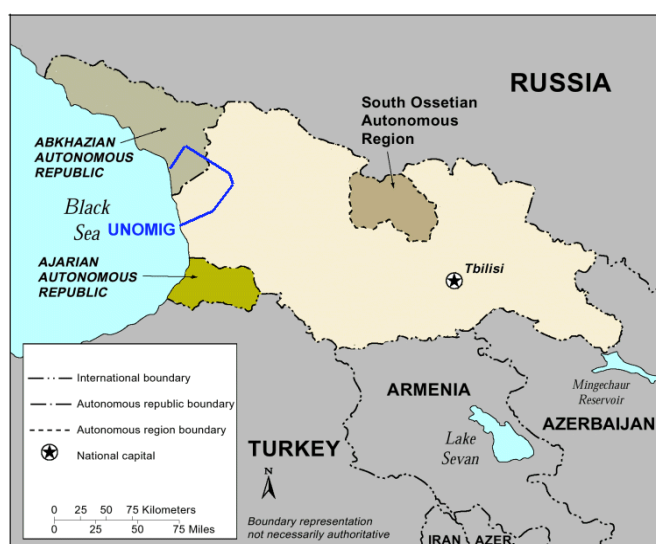 RUSSIA
South Ossetian
Autonomous
Region
ABKHAZIAN
AUTONOMOUS
REPUBLIC
Black
Sea
UNOMIG
Tbilisi
AJARIAN
AUTONOMOUS
REPUBLIC
International boundary
Autonomous republic boundary
Autonomous region boundary
National capital
0 25 50 75 Kilometers
0 25 50 75 Miles
N
TURKEY
ARMENIA
Lake
Sevan
Mingechaur
Reservoir
AZERBAIJAN
Boundary representation
not necessarily authoritative
IRAN
AZER.